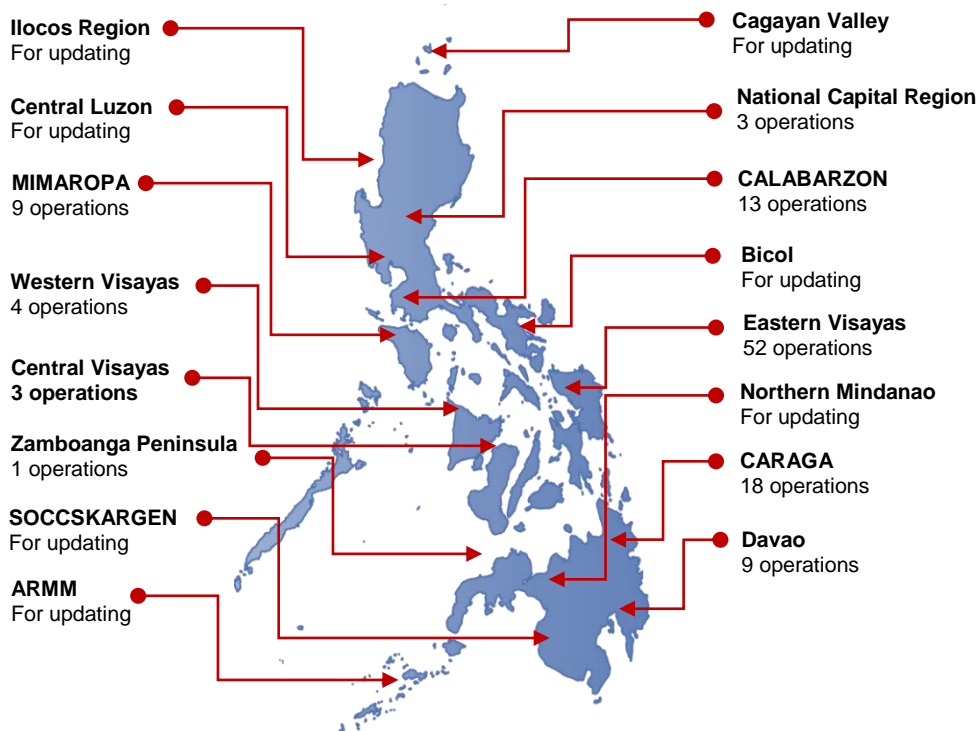 Ilocos Region
For updating
Central Luzon
For updating
MIMAROPA
9 operations
Western Visayas
4 operations
Central Visayas
3 operations
Zamboanga Peninsula
1 operations
SOCCSKARGEN
For updating
ARMM
For updating
Cagayan Valley
For updating
National Capital Region
3 operations
CALABARZON
13 operations
Bicol
For updating
Eastern Visayas
52 operations
Northern Mindanao
For updating
CARAGA
18 operations
Davao
9 operations